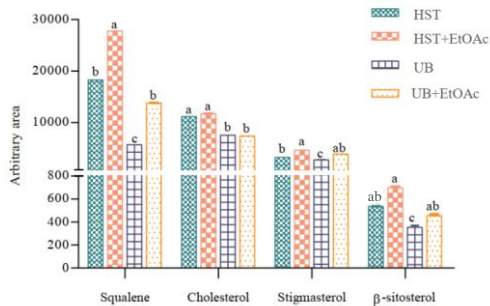 30000
20000
10000
800
600
400
200
0
Arbitrary area
b a c b
a a b b
b a c ab
ab a c ab
Squalene Cholesterol Stigmasterol β-sitosterol
HST
HST+EtOAc
UB
UB+EtOAc